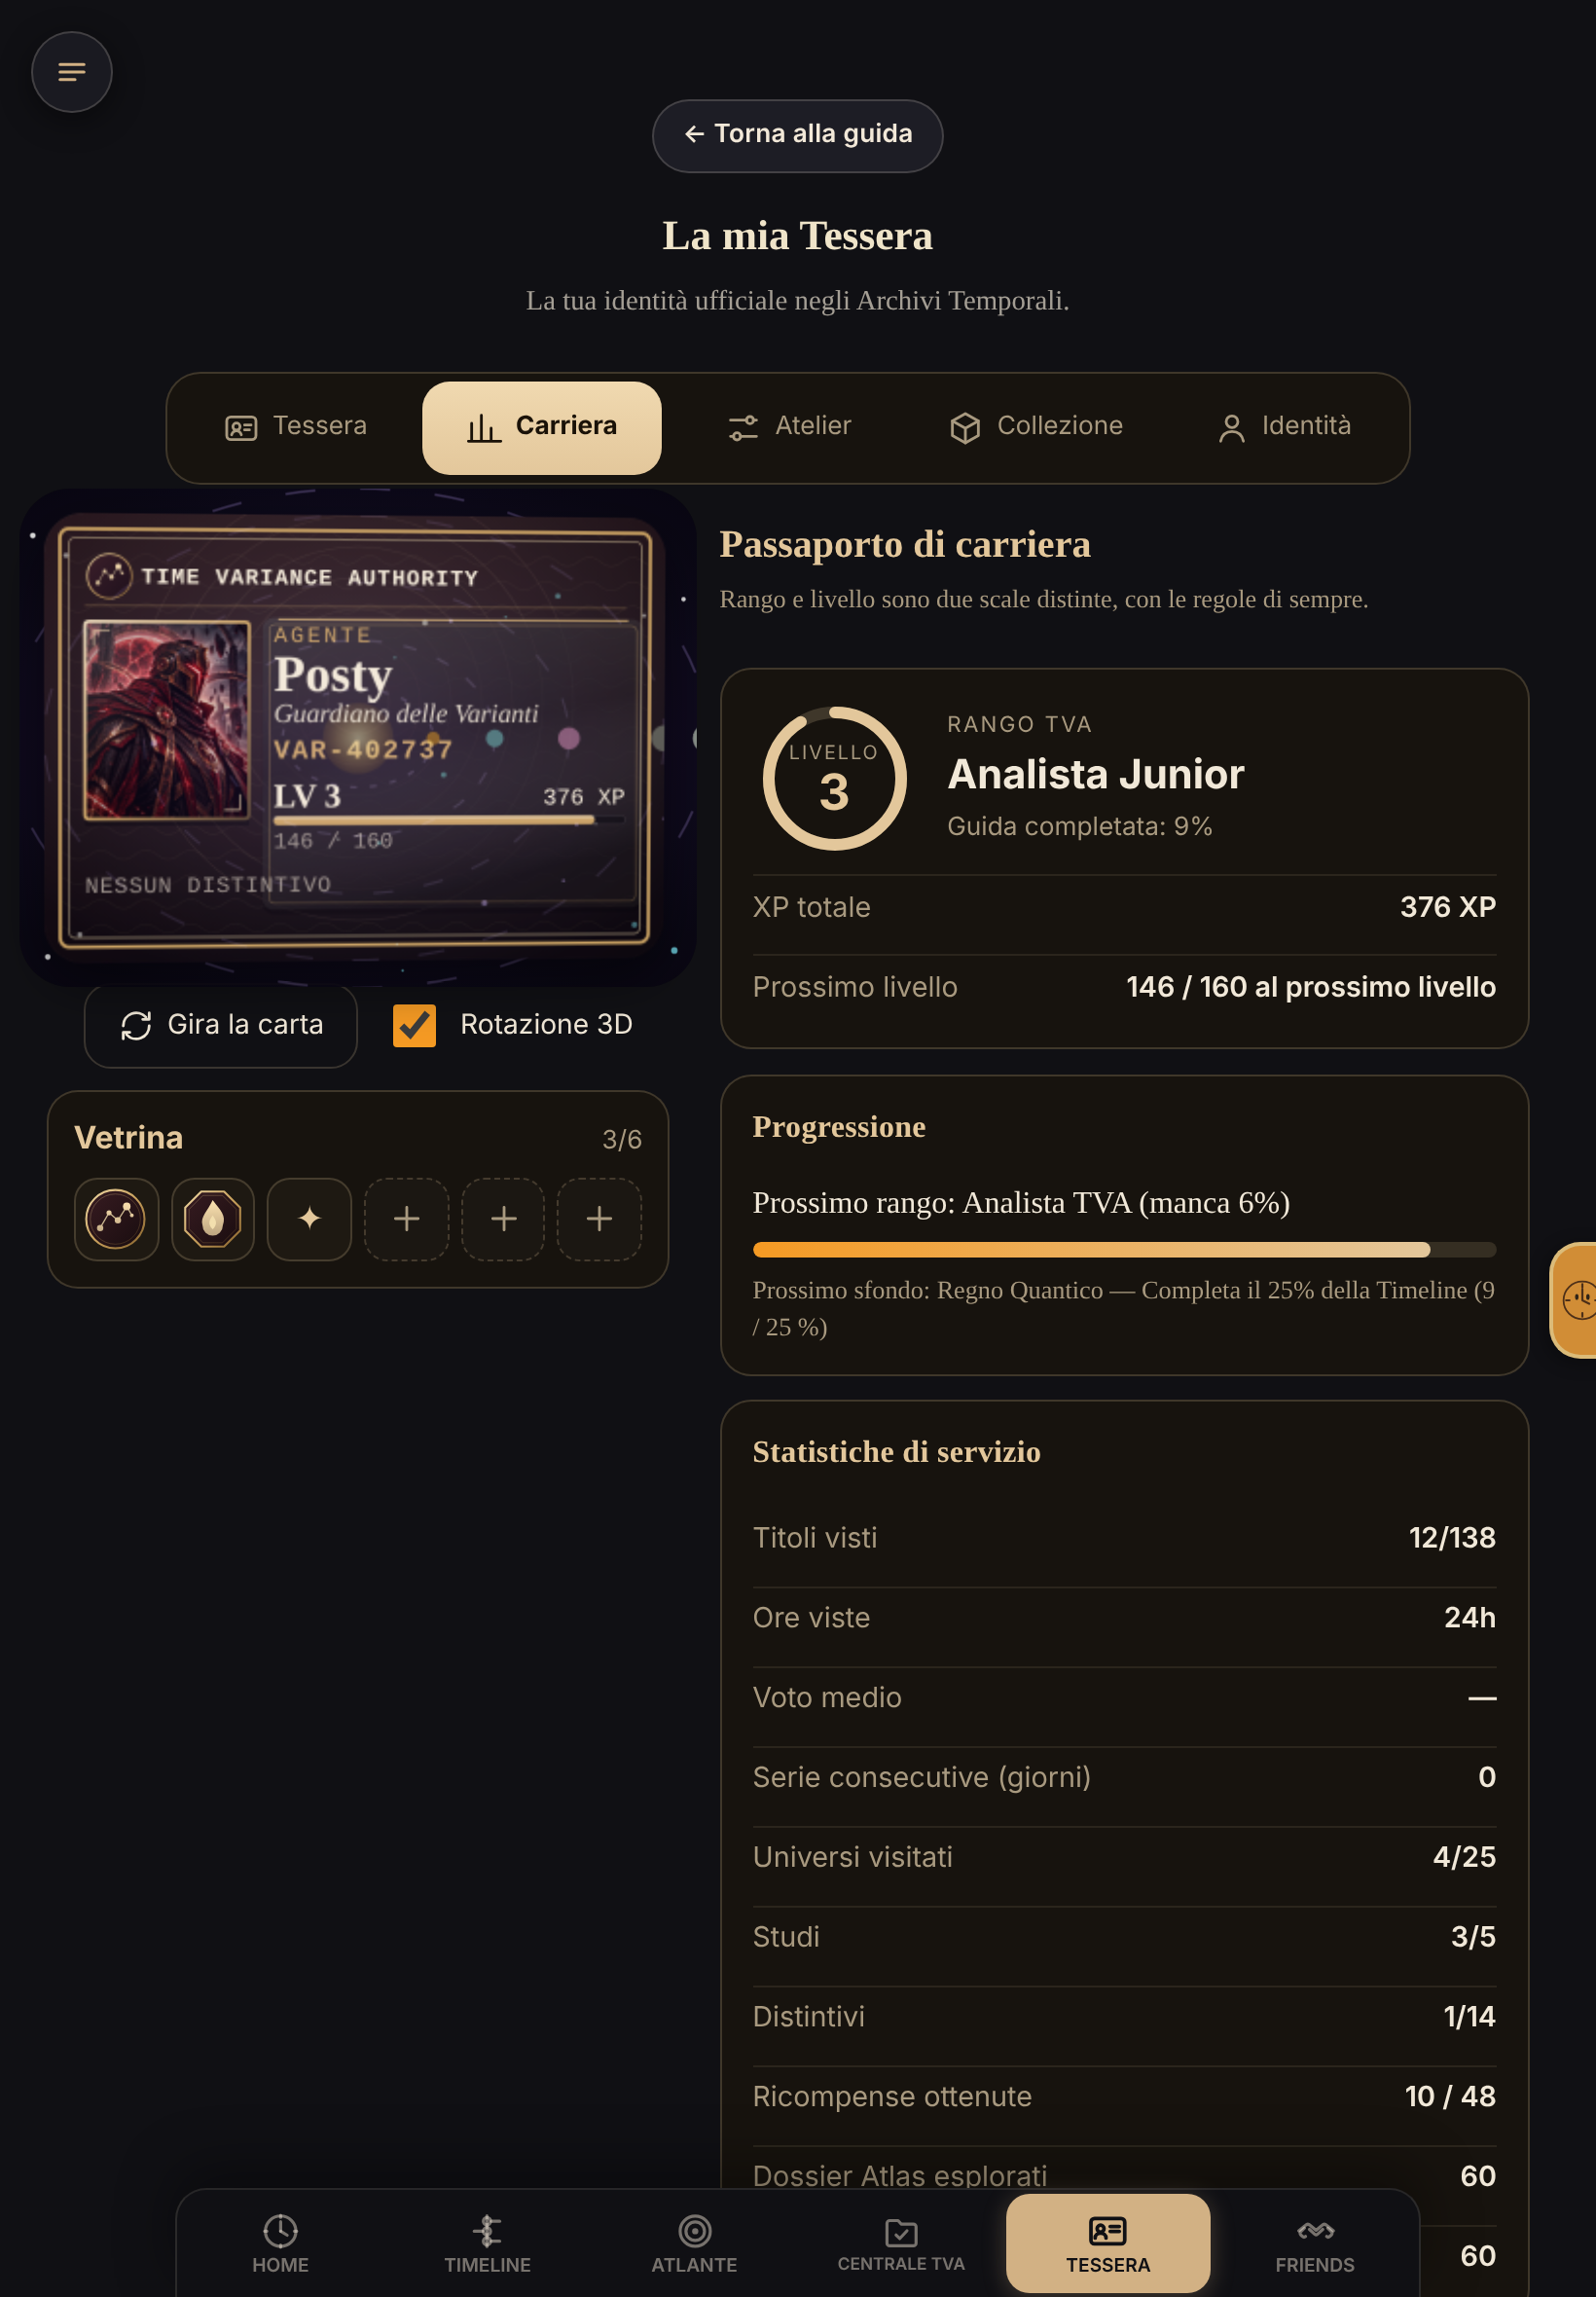 ← Torna alla guida
La mia Tessera
La tua identità ufficiale negli Archivi Temporali.
Tessera
Carriera
Atelier
Collezione
Identità
TIME VARIANCE AUTHORITY
AGENTE
Posty
Guardiano delle Varianti
VAR-402737
LV 3
376 XP
146 / 160
NESSUN DISTINTIVO
Gira la carta
Rotazione 3D
Vetrina
3/6
Passaporto di carriera
Rango e livello sono due scale distinte, con le regole di sempre.
LIVELLO
3
RANGO TVA
Analista Junior
Guida completata: 9%
XP totale
376 XP
Prossimo livello
146 / 160 al prossimo livello
Progressione
Prossimo rango: Analista TVA (manca 6%)
Prossimo sfondo: Regno Quantico — Completa il 25% della Timeline (9
/ 25 %)
Statistiche di servizio
Titoli visti
12/138
Ore viste
24h
Voto medio
—
Serie consecutive (giorni)
0
Universi visitati
4/25
Studi
3/5
Distintivi
1/14
Ricompense ottenute
10 / 48
Dossier Atlas esplorati
60
60
HOME
TIMELINE
ATLANTE
CENTRALE TVA
TESSERA
FRIENDS